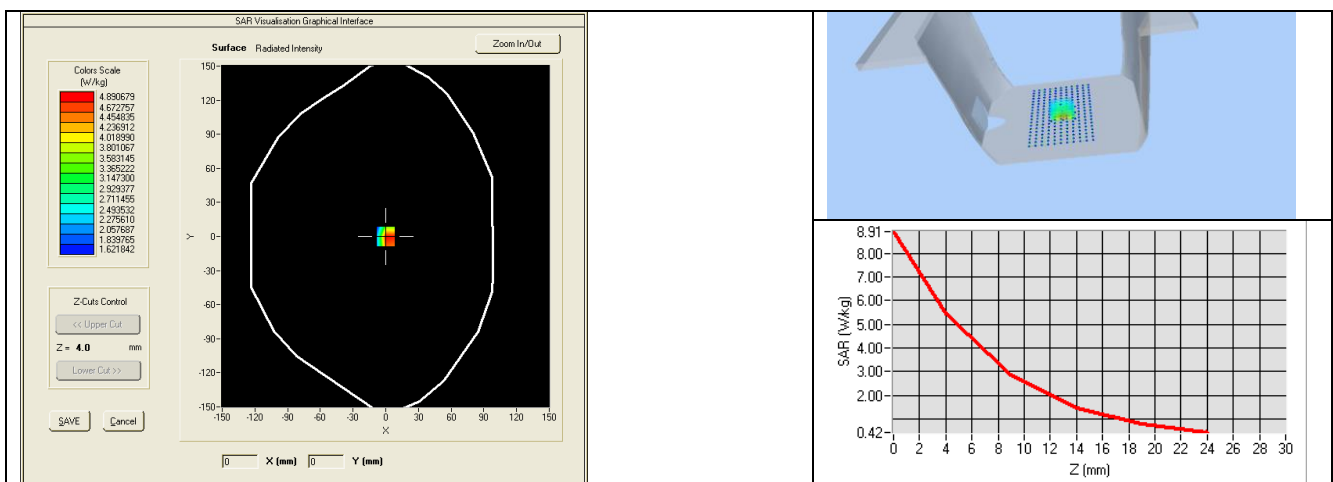 SAR Visualisation Graphical Interface
Surface Radiated Intensity
Zoom In/Out
Colors Scale
(W/kg)
4.890679
4.672757
4.454835
4.236912
4.018990
3.801067
3.583145
3.365222
3.147300
2.929377
2.711455
2.493532
2.275610
2.057687
1.839765
1.621842
Z-Cuts Control
<< Upper Cut
Z = 4.0 mm
Lower Cut >>
SAVE Cancel
150
120
90
60
30
0
-30
-60
-90
-120
-150
Y
-150 -120 -90 -60 -30 0 30 60 90 120 150
X
0 X (mm) 0 Y (mm)
8.91
8.00
7.00
6.00
5.00
4.00
3.00
2.00
0.42
SAR (W/kg)
0 2 4 6 8 10 12 14 16 18 20 22 24 26 28 30
Z (mm)